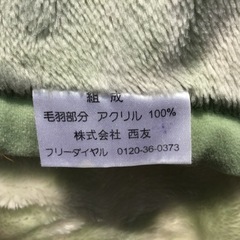 組成
毛羽部分 アクリル 100%
株式会社 西友
フリーダイヤル 0120-36-0373